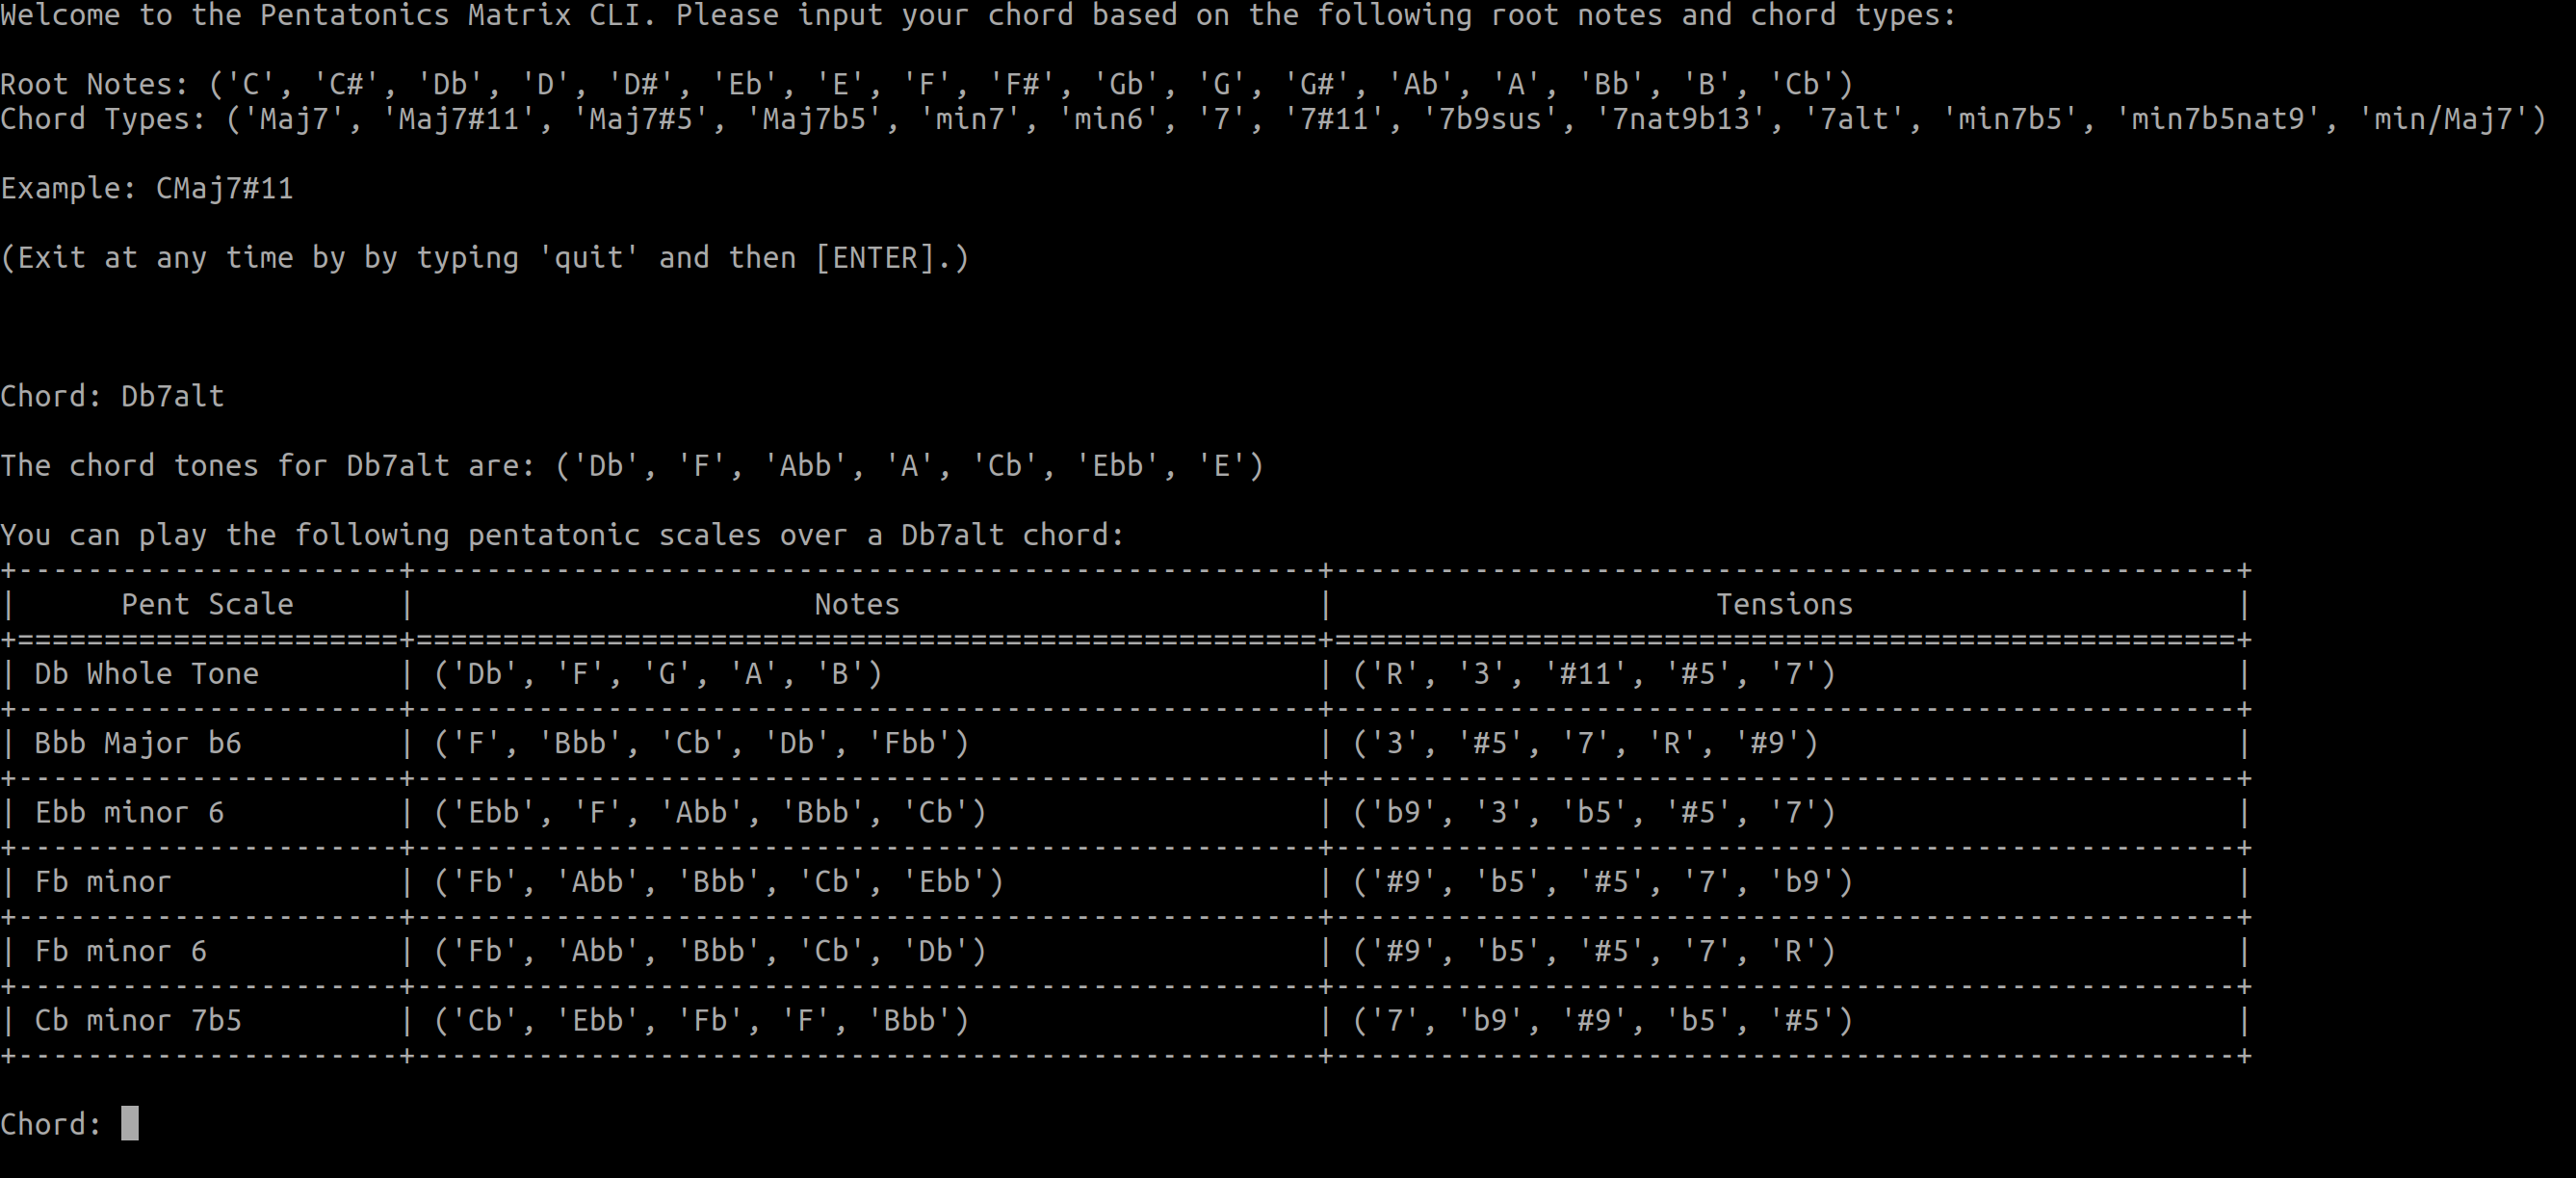 Welcome to the Pentatonics Matrix CLI. Please input your chord based on the following root notes and chord types:
Root Notes: ('C', 'C#', 'Db', 'D', 'D#', 'Eb', 'E', 'F', 'F#', 'Gb', 'G', 'G#', 'Ab', 'A', 'Bb', 'B', 'Cb')
Chord Types: ('Maj7', 'Maj7#11', 'Maj7#5', 'Maj7b5', 'min7', 'min6', '7', '7#11', '7b9sus', '7nat9b13', '7alt', 'min7b5', 'min7b5nat9', 'min/Maj7')
Example: CMaj7#11
(Exit at any time by by typing 'quit' and then [ENTER].)
Chord: Db7alt
The chord tones for Db7alt are: ('Db', 'F', 'Abb', 'A', 'Cb', 'Ebb', 'E')
You can play the following pentatonic scales over a Db7alt chord:
+----------------------+----------------------------------------------------+----------------------------------------------------+
| Pent Scale | Notes | Tensions |
+======================+====================================================+====================================================+
| Db Whole Tone | ('Db', 'F', 'G', 'A', 'B') | ('R', '3', '#11', '#5', '7') |
+----------------------+----------------------------------------------------+----------------------------------------------------+
| Bbb Major b6 | ('F', 'Bbb', 'Cb', 'Db', 'Fbb') | ('3', '#5', '7', 'R', '#9') |
+----------------------+----------------------------------------------------+----------------------------------------------------+
| Ebb minor 6 | ('Ebb', 'F', 'Abb', 'Bbb', 'Cb') | ('b9', '3', 'b5', '#5', '7') |
+----------------------+----------------------------------------------------+----------------------------------------------------+
| Fb minor | ('Fb', 'Abb', 'Bbb', 'Cb', 'Ebb') | ('#9', 'b5', '#5', '7', 'b9') |
+----------------------+----------------------------------------------------+----------------------------------------------------+
| Fb minor 6 | ('Fb', 'Abb', 'Bbb', 'Cb', 'Db') | ('#9', 'b5', '#5', '7', 'R') |
+----------------------+----------------------------------------------------+----------------------------------------------------+
| Cb minor 7b5 | ('Cb', 'Ebb', 'Fb', 'F', 'Bbb') | ('7', 'b9', '#9', 'b5', '#5') |
+----------------------+----------------------------------------------------+----------------------------------------------------+
Chord: